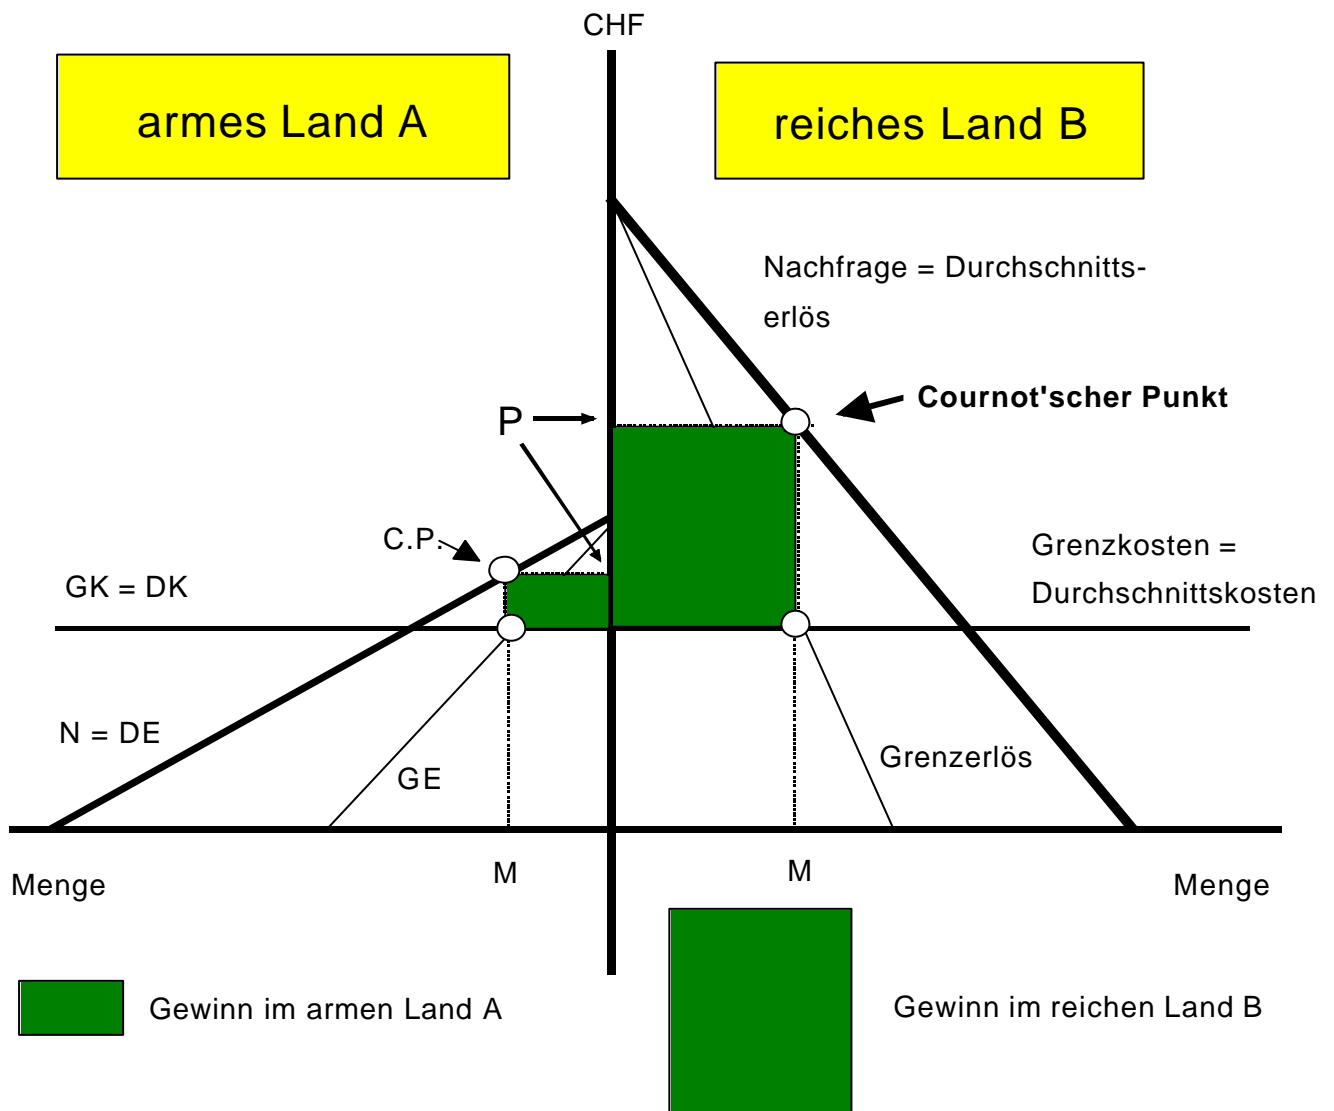 CHF
armes Land A
reiches Land B
Nachfrage = Durchschnitts-
erlös
Cournot'scher Punkt
P
C.P.
Grenzkosten =
Durchschnittskosten
GK = DK
N = DE
GE
Grenzerlös
M
M
Menge
Menge
Gewinn im armen Land A
Gewinn im reichen Land B